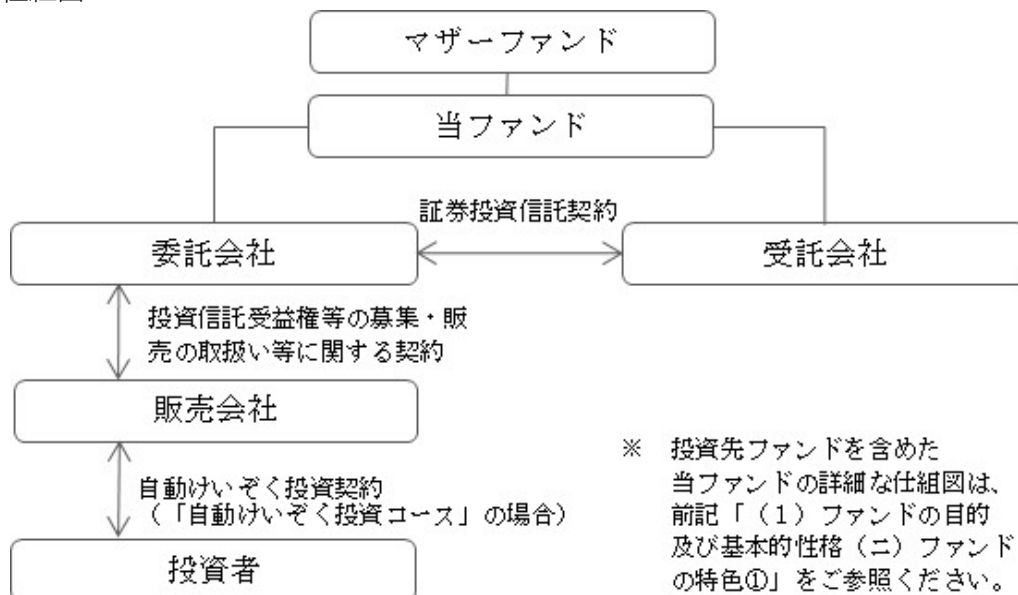 マザーファンド
当ファンド
証券投資信託契約
委託会社
受託会社
投資信託受益権等の募集・販
売の取扱い等に関する契約
販売会社
自動けいぞく投資契約
（「自動けいぞく投資コース」の場合）
投資者
※ 投資先ファンドを含めた
当ファンドの詳細な仕組図は、
前記「（１）ファンドの目的
及び基本的性格（ニ）ファンド
の特色①」をご参照ください。